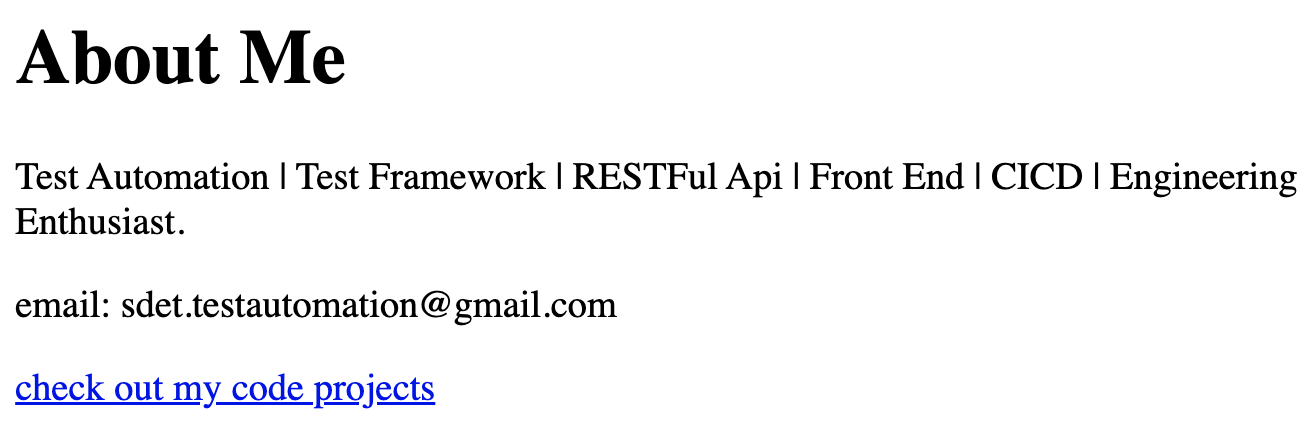 About Me
Test Automation | Test Framework | RESTFul Api | Front End | CICD | Engineering
Enthusiast.
email: sdet.testautomation@gmail.com
check out my code projects